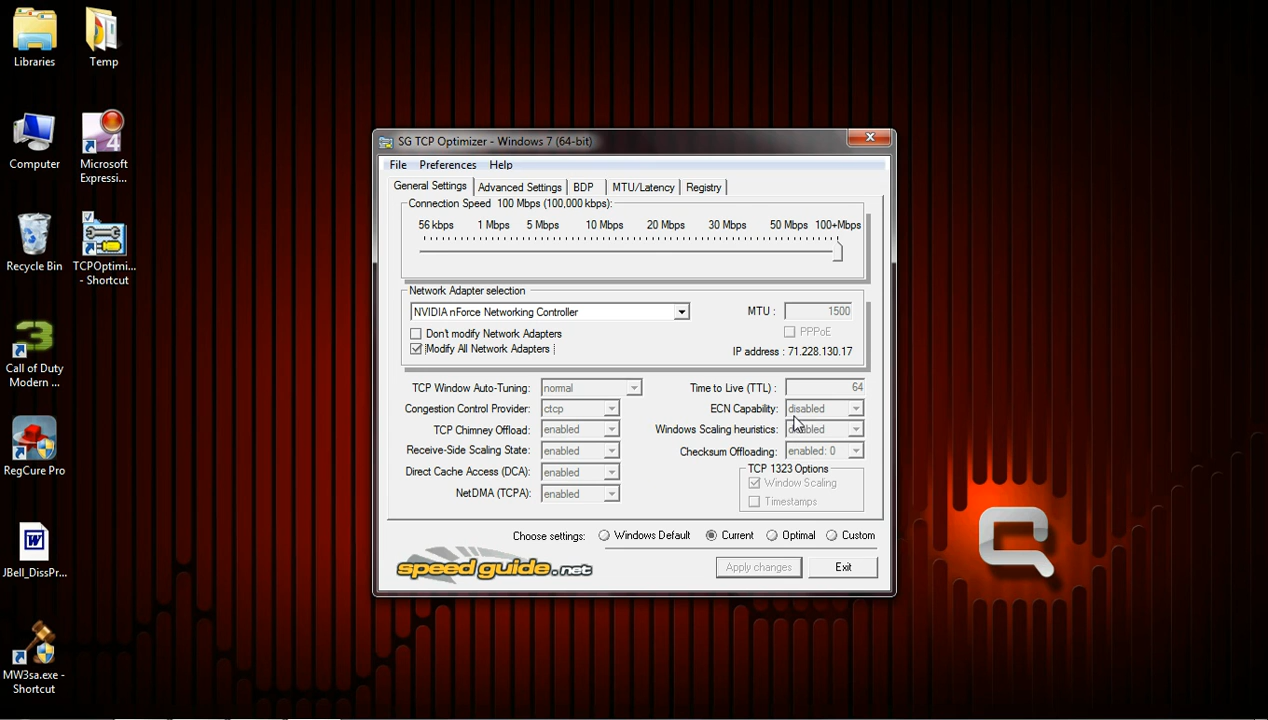 Libraries
Temp
Computer
Microsoft
Expressi...
Recycle Bin
TCPOptimi...
- Shortcut
Call of Duty
Modern ...
RegCure Pro
JBell_DissPr...
MW3sa.exe -
Shortcut
SG TCP Optimizer - Windows 7 (64-bit)
File Preferences Help
General Settings Advanced Settings BDP MTU/Latency Registry
Connection Speed 100 Mbps (100,000 kbps):
56 kbps 1 Mbps 5 Mbps 10 Mbps 20 Mbps 30 Mbps 50 Mbps 100+Mbps
Network Adapter selection
NVIDIA nForce Networking Controller MTU : 1500
Don't modify Network Adapters PPPoE
Modify All Network Adapters IP address : 71.228.130.17
TCP Window Auto-Tuning: normal Time to Live (TTL) : 64
Congestion Control Provider: ctcp ECN Capability: disabled
TCP Chimney Offload: enabled Windows Scaling heuristics: disabled
Receive-Side Scaling State: enabled Checksum Offloading: enabled: 0
Direct Cache Access (DCA): enabled TCP 1323 Options
Window Scaling
NetDMA (TCPA): enabled Timestamps
Choose settings: Windows Default Current Optimal Custom
speed guide.net Apply changes Exit